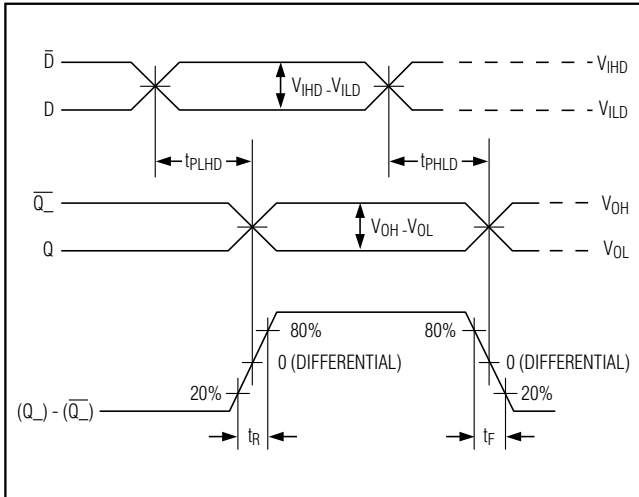 D̅ V_IHD
V_IHD - V_ILD
D V_ILD
t_PLHD t_PHLD
Q̅_ V_OH
V_OH - V_OL
Q V_OL
80% 80%
0 (DIFFERENTIAL) 0 (DIFFERENTIAL)
20% 20%
(Q_) - (Q̅_)
t_R t_F